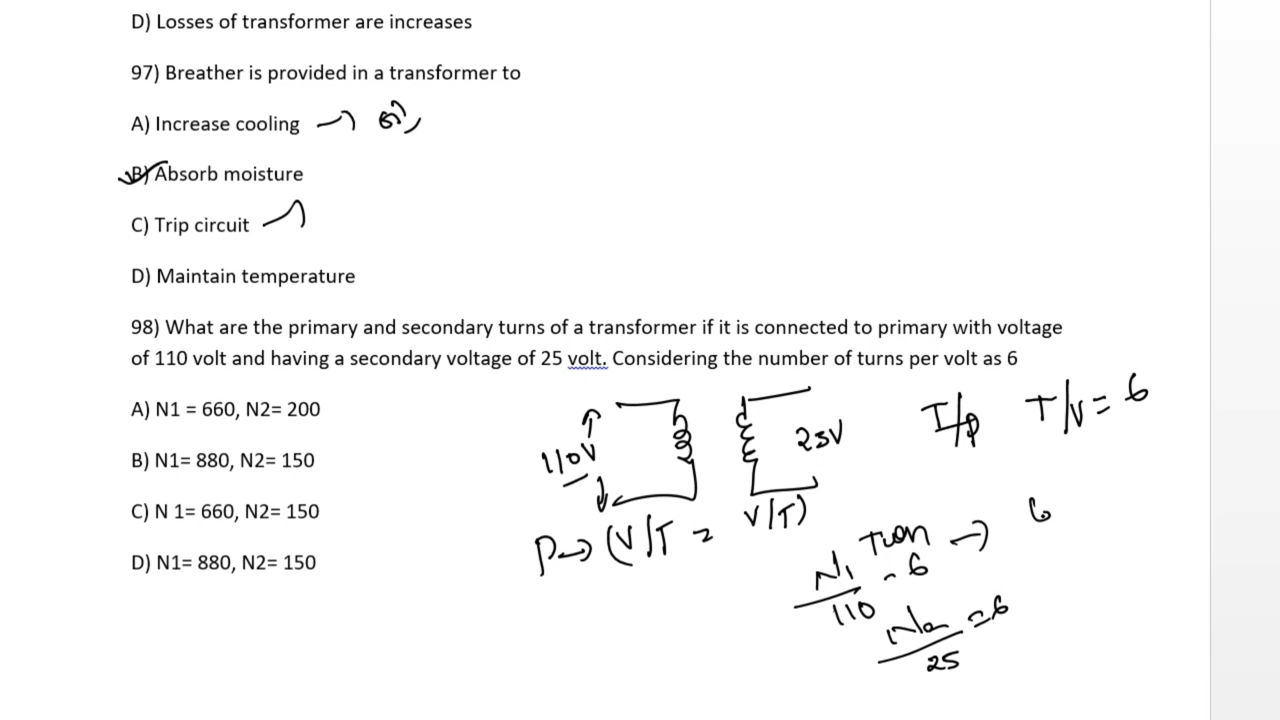 D) Losses of transformer are increases
97) Breather is provided in a transformer to
A) Increase cooling
B) Absorb moisture
C) Trip circuit
D) Maintain temperature
98) What are the primary and secondary turns of a transformer if it is connected to primary with voltage
of 110 volt and having a secondary voltage of 25 volt. Considering the number of turns per volt as 6
A) N1 = 660, N2= 200
B) N1= 880, N2= 150
C) N 1= 660, N2= 150
D) N1= 880, N2= 150
110V
25V
I/p T/V = 6
P→ (V/T = V/T)
Turn → 6
N1/110 = 6
N2/25 = 6